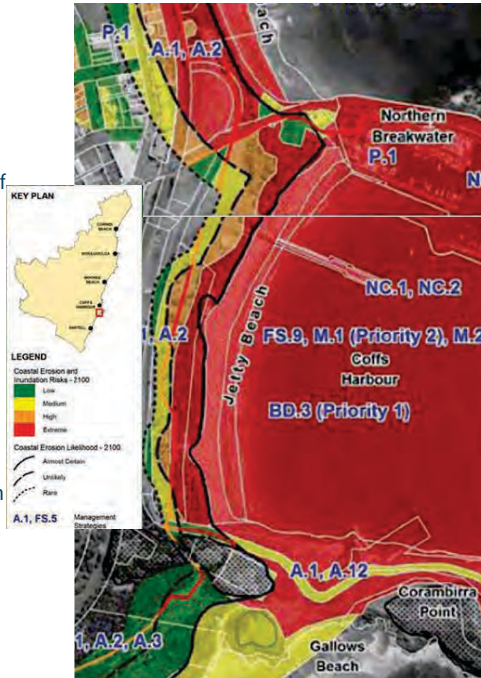 each
P.1
A.1, A.2
Northern
Breakwater
P.1
N
f
KEY PLAN
CORINDI
BEACH
WOOLGOOLGA
MOONEE
BEACH
COFFS
HARBOUR
SAWTELL
LEGEND
Coastal Erosion and
Inundation Risks - 2100
Low
Medium
High
Extreme
Coastal Erosion Likelihood - 2100
Almost Certain
Unlikely
Rare
A.1, FS.5
Management
Strategies
n
NC.1, NC.2
A.2
FS.9, M.1 (Priority 2), M.2
Coffs
Harbour
Jetty Beach
BD.3 (Priority 1)
A.1, A.12
Corambirra
Point
1, A.2, A.3
Gallows
Beach